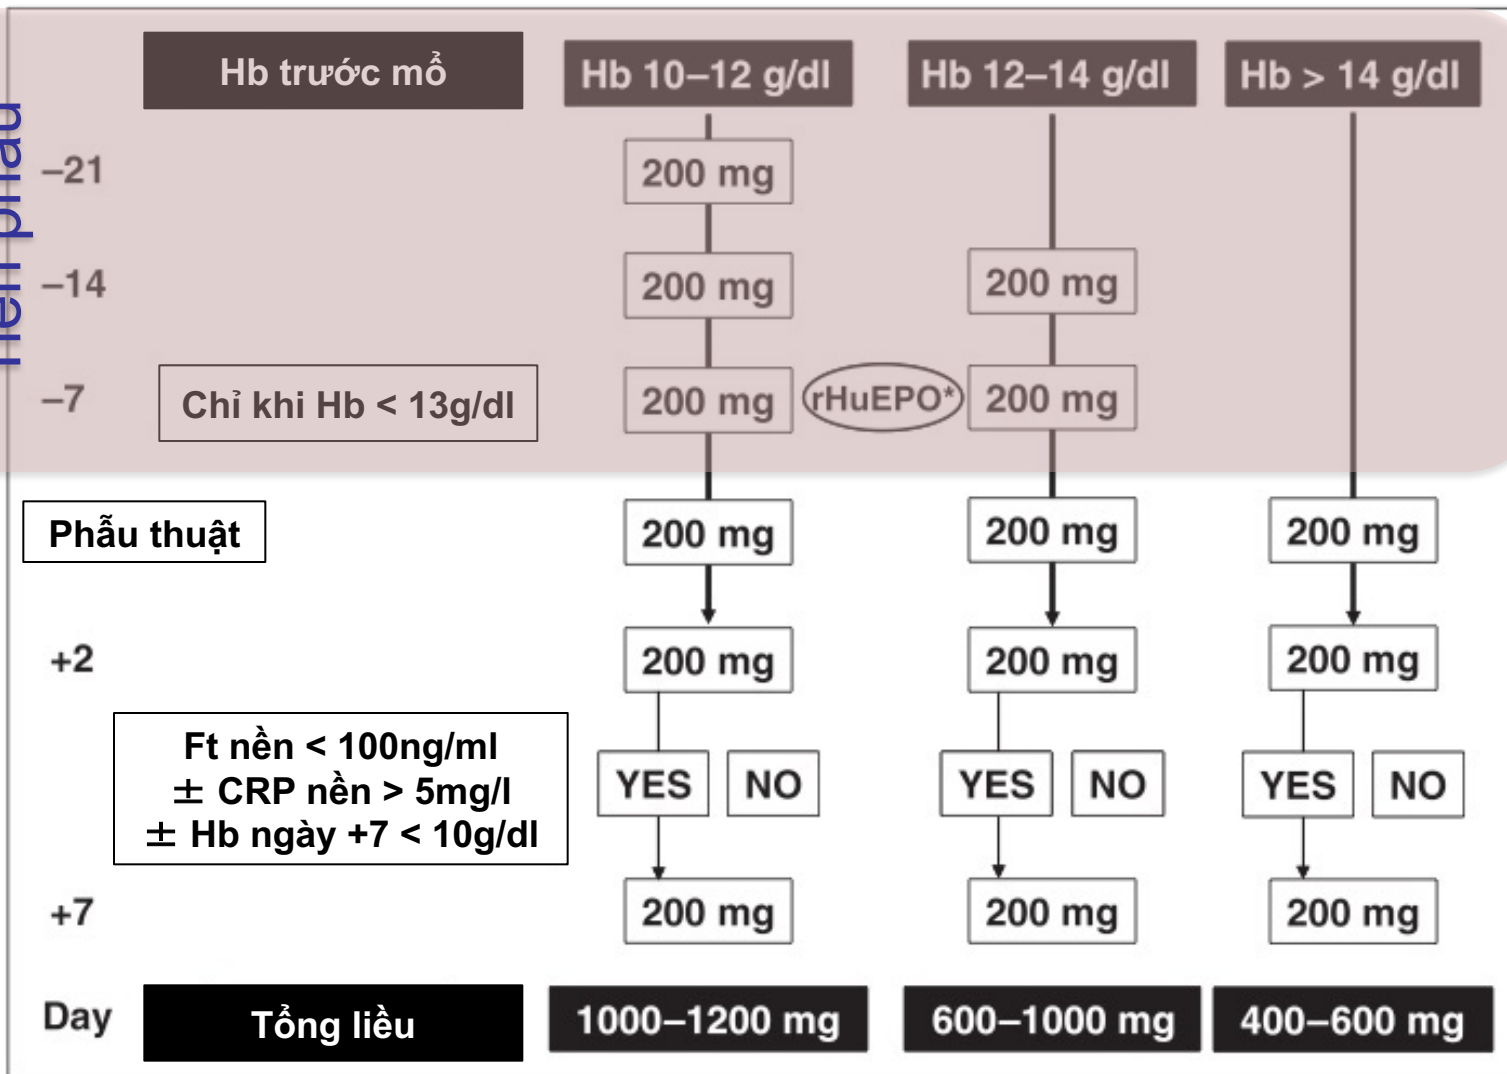 Hb trước mổ Hb 10–12 g/dl Hb 12–14 g/dl Hb > 14 g/dl
–21 200 mg
–14 200 mg 200 mg
–7 Chỉ khi Hb < 13g/dl 200 mg rHuEPO* 200 mg
Phẫu thuật 200 mg 200 mg 200 mg
+2 200 mg 200 mg 200 mg
Ft nền < 100ng/ml
± CRP nền > 5mg/l
± Hb ngày +7 < 10g/dl
YES NO YES NO YES NO
+7 200 mg 200 mg 200 mg
Day Tổng liều 1000–1200 mg 600–1000 mg 400–600 mg